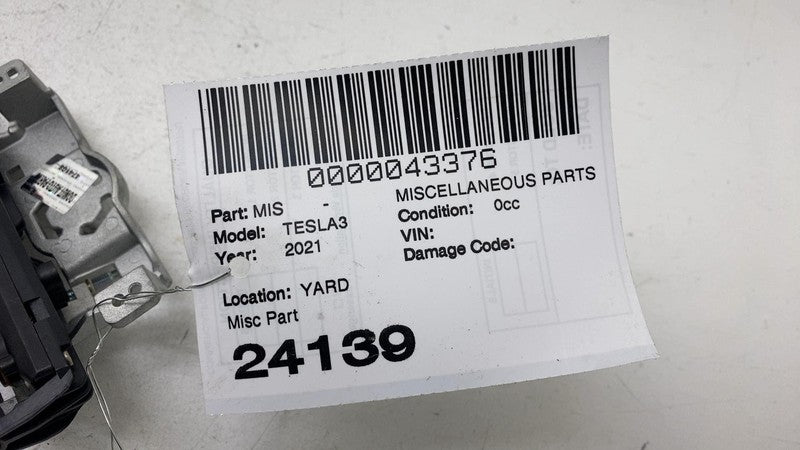 0000043376
Part: MIS - MISCELLANEOUS PARTS
Model: TESLA3 Condition: 0cc
Year: 2021 VIN:
Damage Code:
Location: YARD
Misc Part
24139